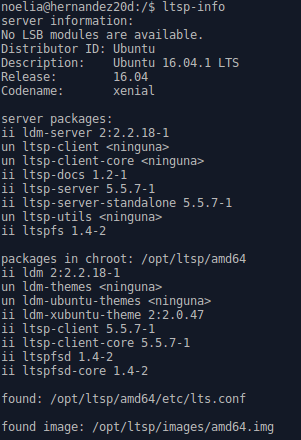 noelia@hernandez20d:/$ ltsp-info
server information:
No LSB modules are available.
Distributor ID: Ubuntu
Description:    Ubuntu 16.04.1 LTS
Release:        16.04
Codename:       xenial

server packages:
ii ldm-server 2:2.2.18-1
un ltsp-client <ninguna>
un ltsp-client-core <ninguna>
ii ltsp-docs 1.2-1
ii ltsp-server 5.5.7-1
ii ltsp-server-standalone 5.5.7-1
un ltsp-utils <ninguna>
ii ltspfs 1.4-2

packages in chroot: /opt/ltsp/amd64
ii ldm 2:2.2.18-1
un ldm-themes <ninguna>
un ldm-ubuntu-themes <ninguna>
ii ldm-xubuntu-theme 2:2.0.47
ii ltsp-client 5.5.7-1
ii ltsp-client-core 5.5.7-1
ii ltspfsd 1.4-2
ii ltspfsd-core 1.4-2

found: /opt/ltsp/amd64/etc/lts.conf

found image: /opt/ltsp/images/amd64.img